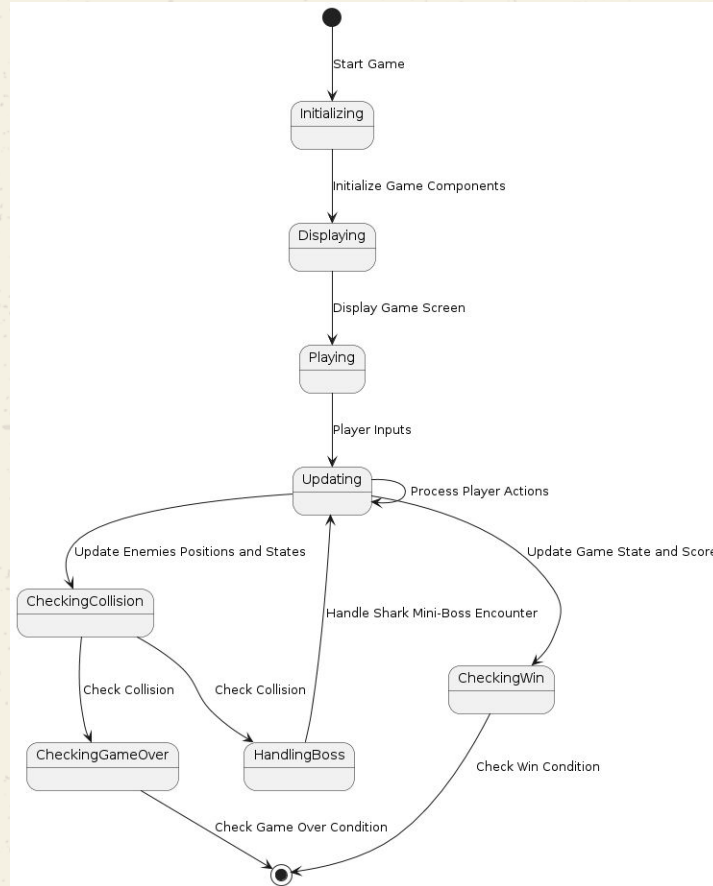 Start Game
Initializing
Initialize Game Components
Displaying
Display Game Screen
Playing
Player Inputs
Updating
Process Player Actions
Update Enemies Positions and States
Update Game State and Score
CheckingCollision
Handle Shark Mini-Boss Encounter
CheckingWin
Check Collision
Check Collision
CheckingGameOver
HandlingBoss
Check Win Condition
Check Game Over Condition